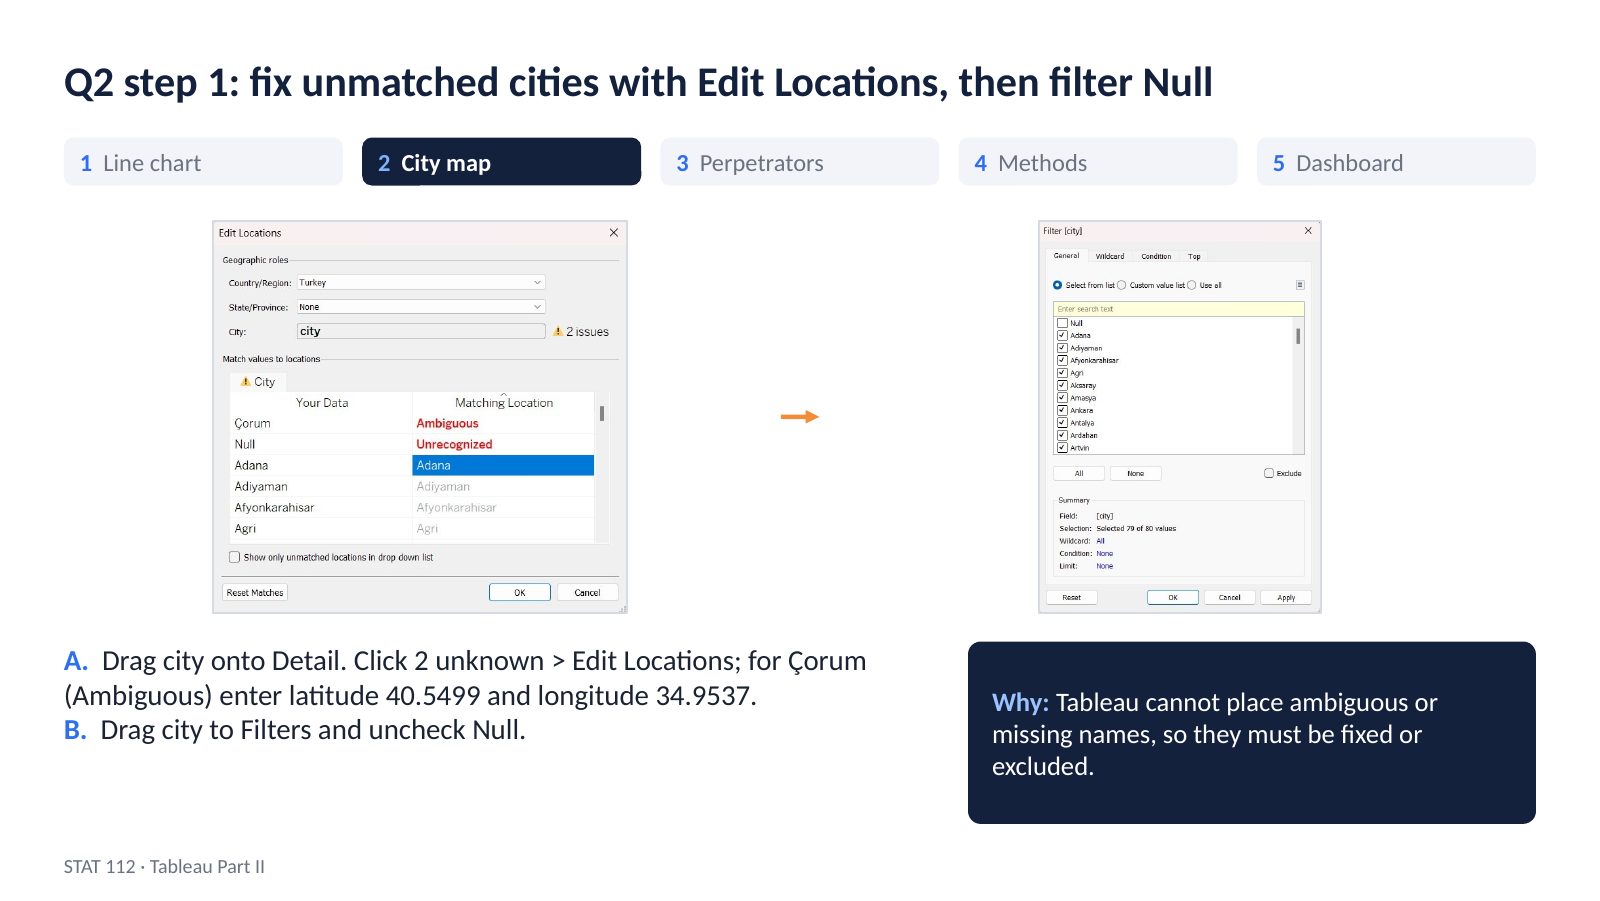 Q2 step 1: fix unmatched cities with Edit Locations, then filter Null
1 Line chart
2 City map
3 Perpetrators
4 Methods
5 Dashboard
Edit Locations
Geographic roles
Country/Region: Turkey
State/Province: None
City: city 2 issues
Match values to locations
City
Your Data Matching Location
Çorum Ambiguous
Null Unrecognized
Adana Adana
Adiyaman Adiyaman
Afyonkarahisar Afyonkarahisar
Agri Agri
Show only unmatched locations in drop down list
Reset Matches OK Cancel
Filter [city]
General Wildcard Condition Top
Select from list Custom value list Use all
Enter search text
Null
Adana
Adiyaman
Afyonkarahisar
Agri
Aksaray
Amasya
Ankara
Antalya
Ardahan
Artvin
All None Exclude
Summary
Field: [city]
Selection: Selected 79 of 80 values
Wildcard: All
Condition: None
Limit: None
Reset OK Cancel Apply
A. Drag city onto Detail. Click 2 unknown > Edit Locations; for Çorum
(Ambiguous) enter latitude 40.5499 and longitude 34.9537.
B. Drag city to Filters and uncheck Null.
Why: Tableau cannot place ambiguous or
missing names, so they must be fixed or
excluded.
STAT 112 · Tableau Part II